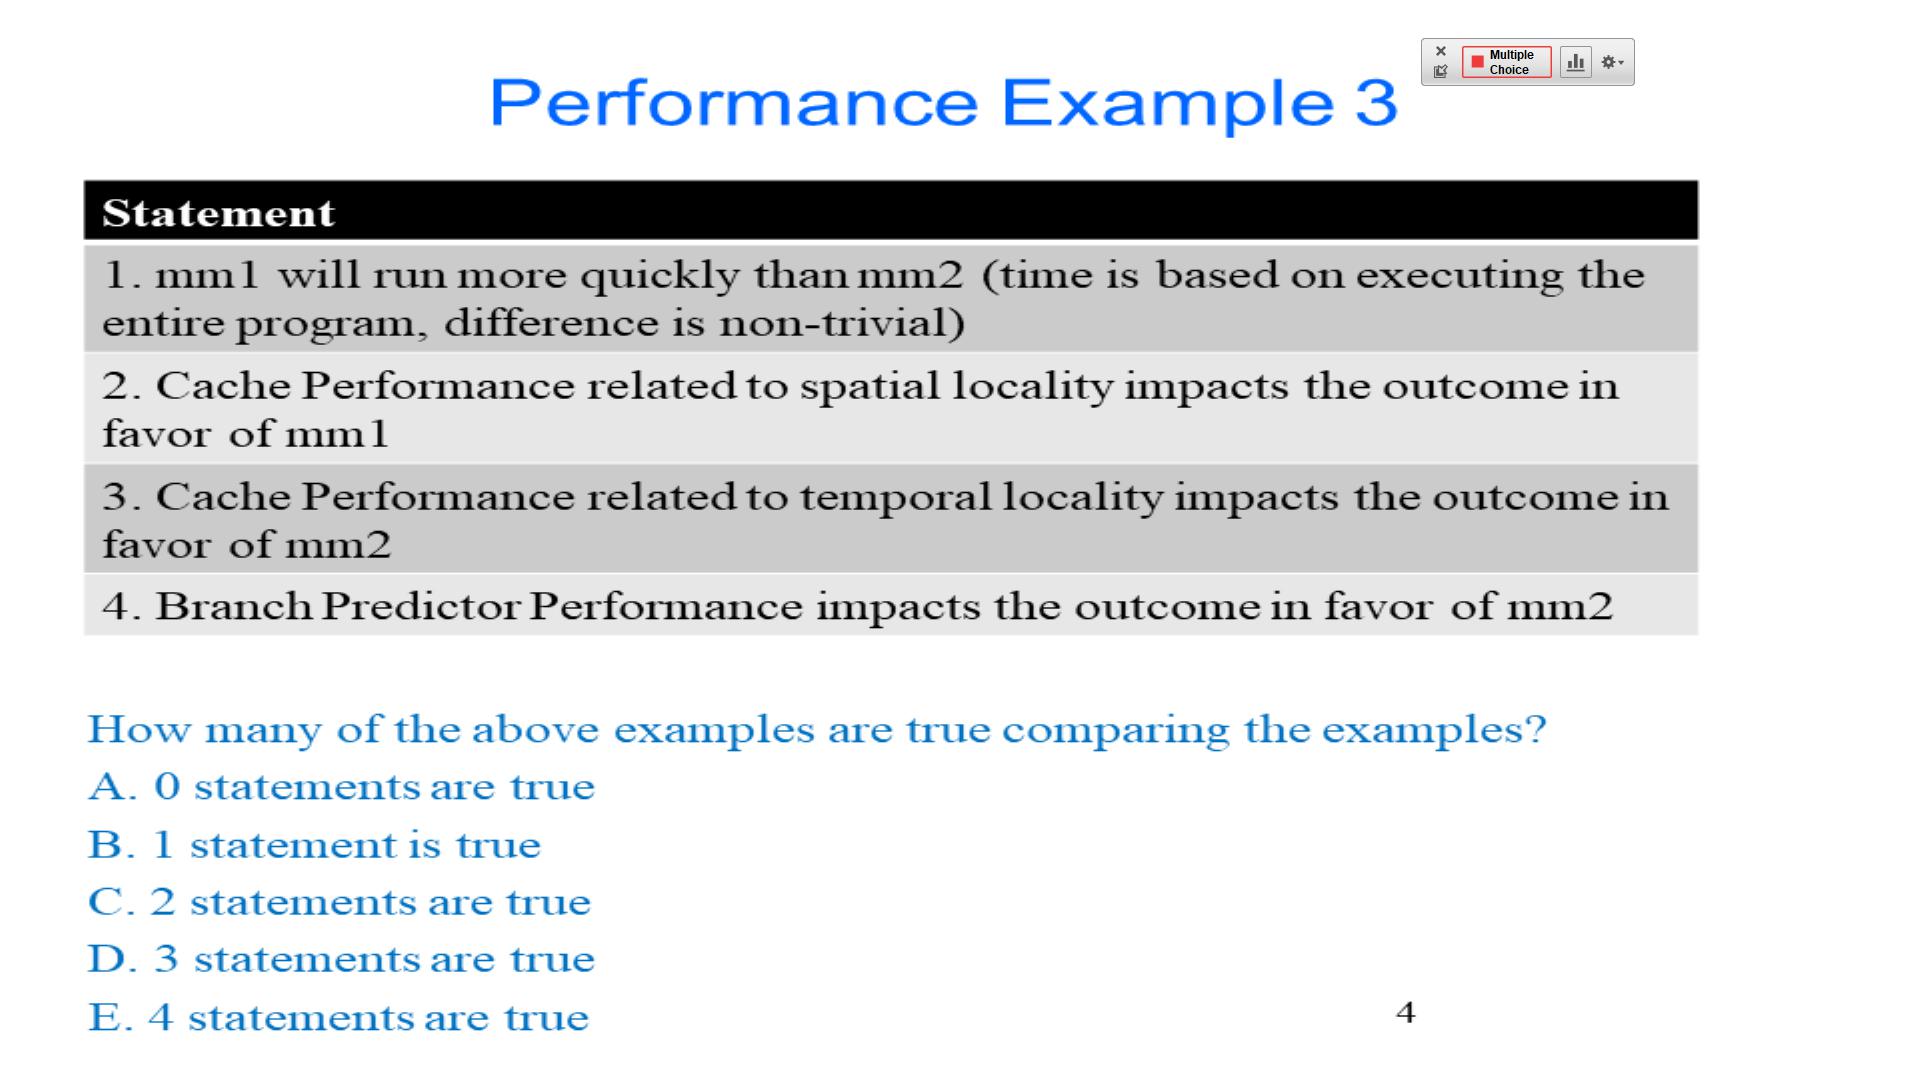 Multiple
Choice
Performance Example 3
Statement
1. mm1 will run more quickly than mm2 (time is based on executing the
entire program, difference is non-trivial)
2. Cache Performance related to spatial locality impacts the outcome in
favor of mm1
3. Cache Performance related to temporal locality impacts the outcome in
favor of mm2
4. Branch Predictor Performance impacts the outcome in favor of mm2
How many of the above examples are true comparing the examples?
A. 0 statements are true
B. 1 statement is true
C. 2 statements are true
D. 3 statements are true
E. 4 statements are true
4